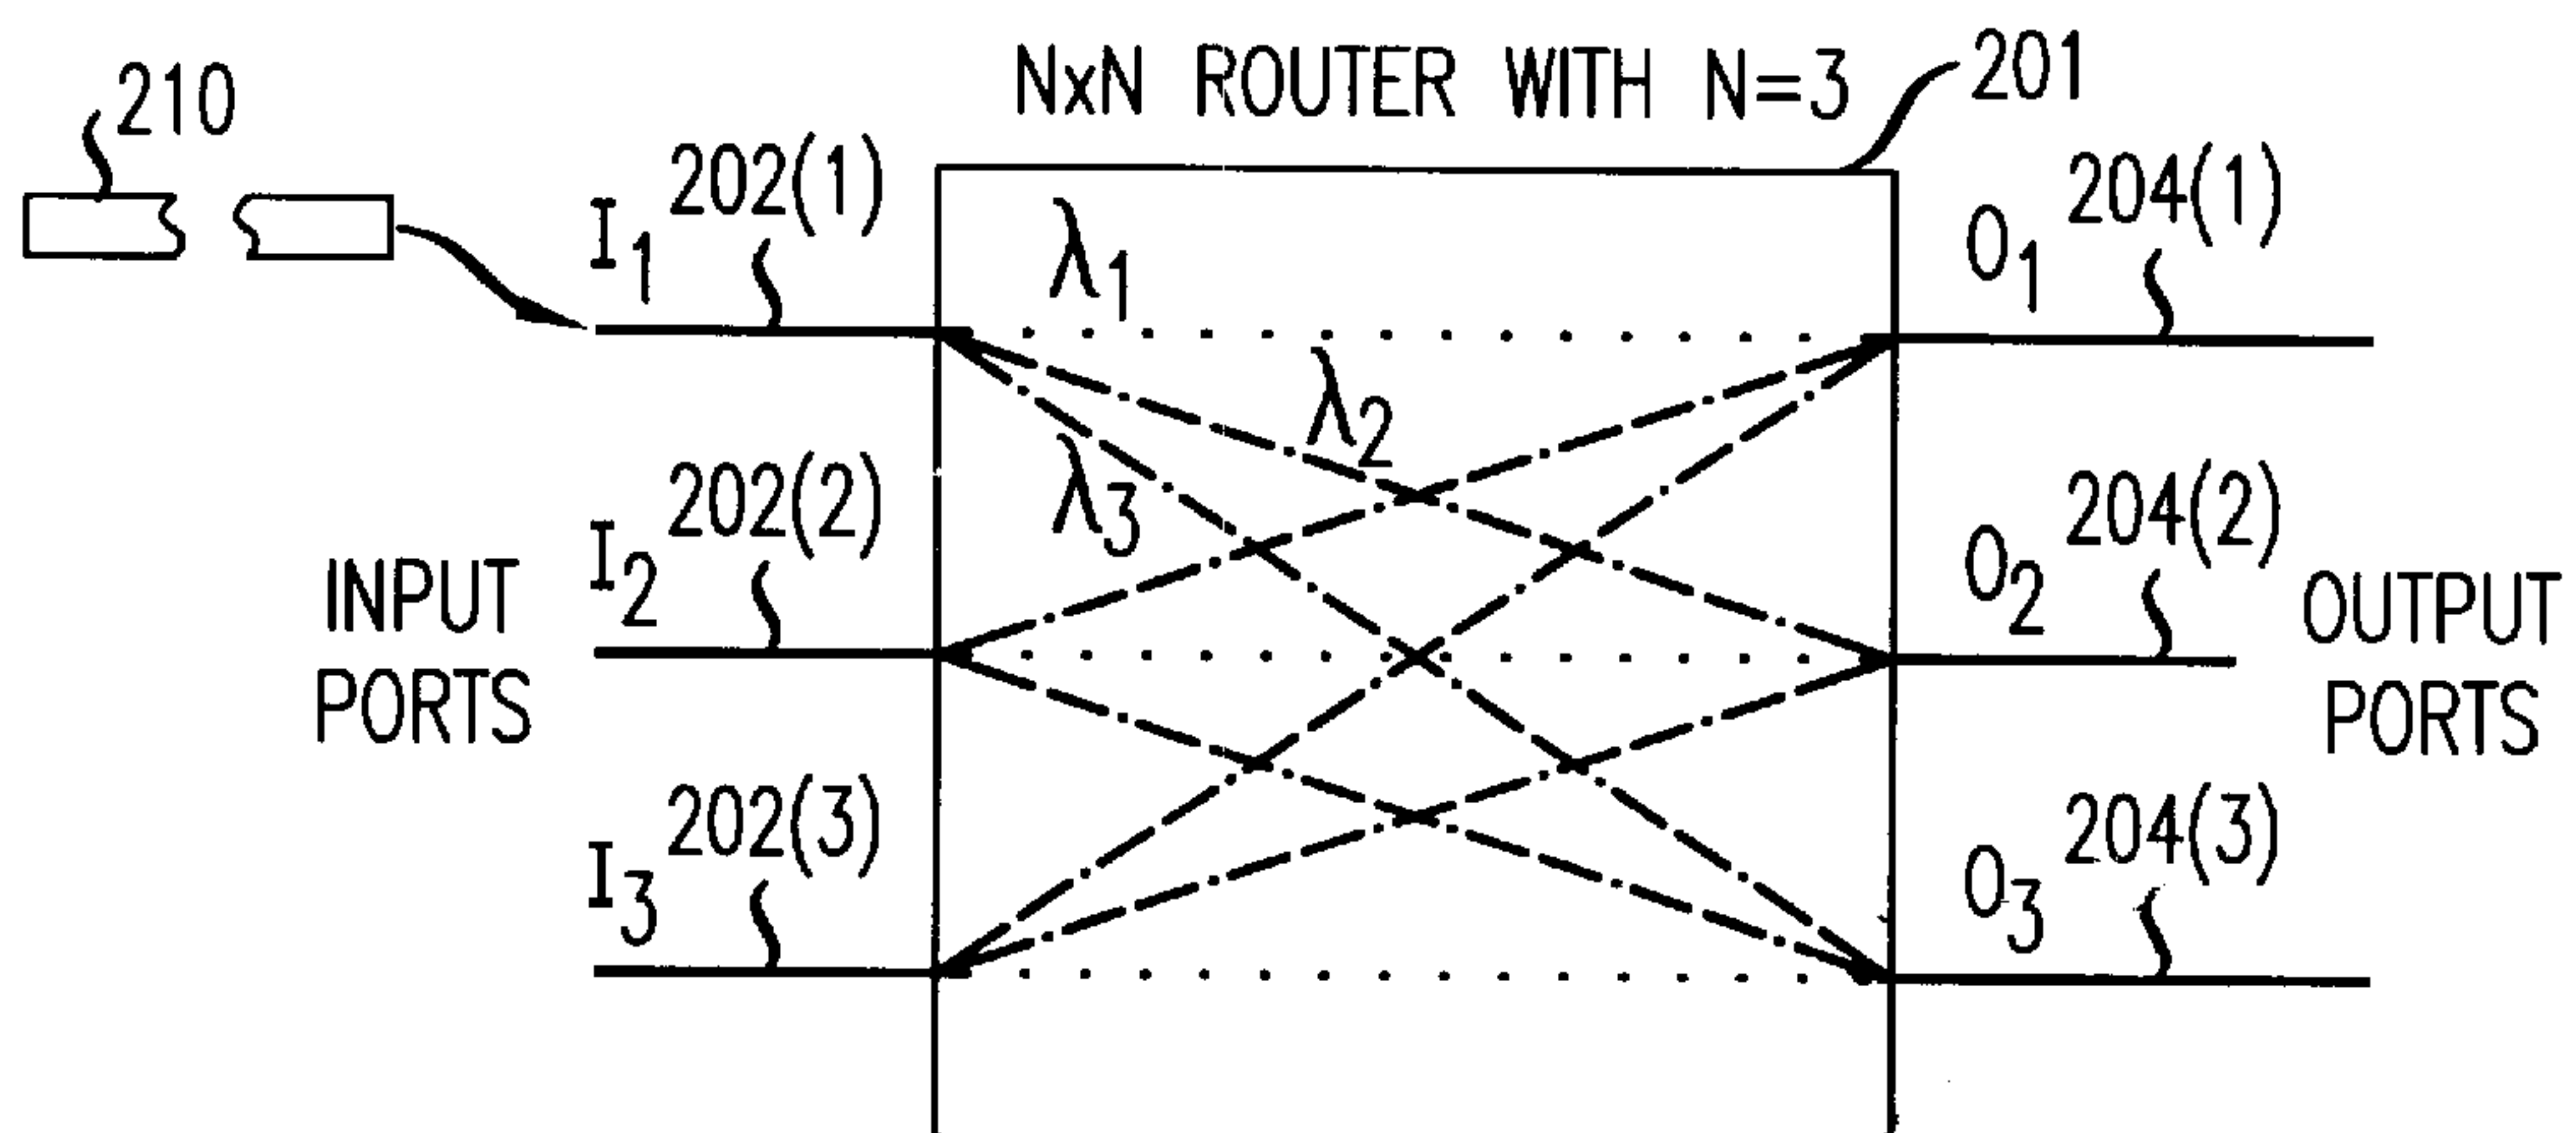 NxN ROUTER WITH N=3
201
210
I1 202(1)
λ1
O1 204(1)
λ2
λ3
I2 202(2)
O2 204(2)
INPUT
PORTS
OUTPUT
PORTS
I3 202(3)
O3 204(3)